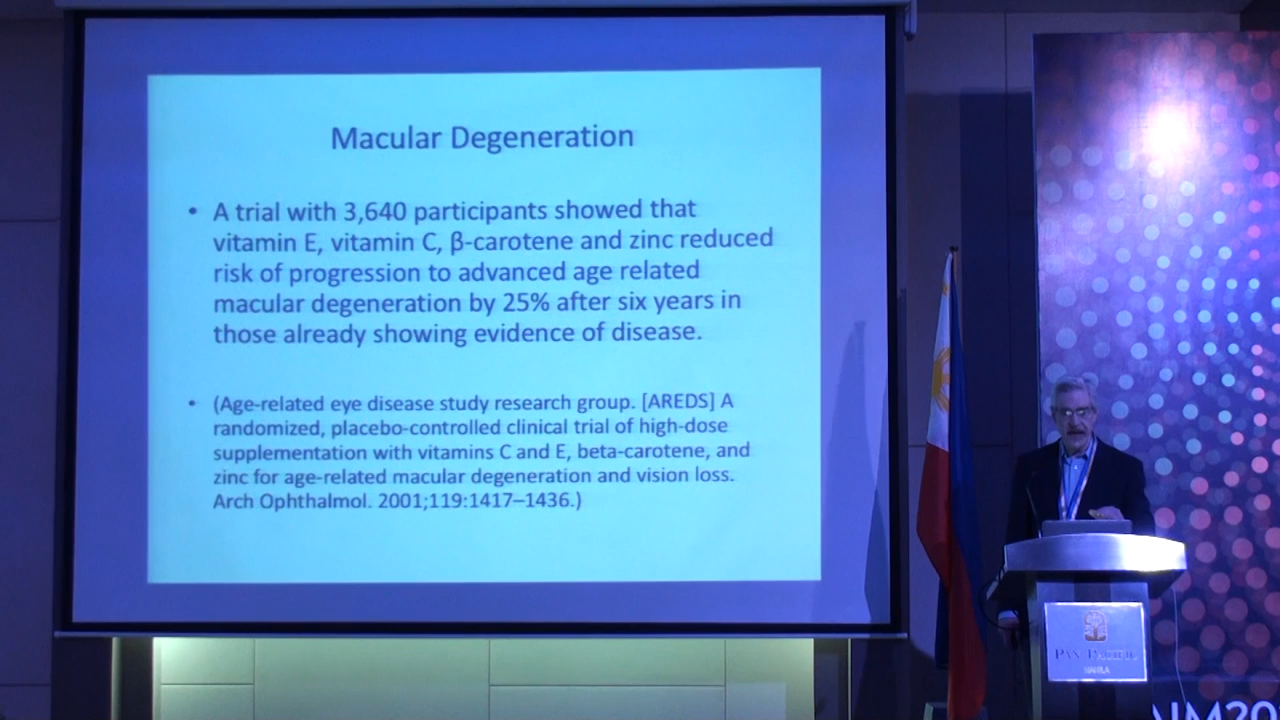 Macular Degeneration
• A trial with 3,640 participants showed that
vitamin E, vitamin C, β-carotene and zinc reduced
risk of progression to advanced age related
macular degeneration by 25% after six years in
those already showing evidence of disease.
• (Age-related eye disease study research group. [AREDS] A
randomized, placebo-controlled clinical trial of high-dose
supplementation with vitamins C and E, beta-carotene, and
zinc for age-related macular degeneration and vision loss.
Arch Ophthalmol. 2001;119:1417–1436.)
PAN PACIFIC
MANILA